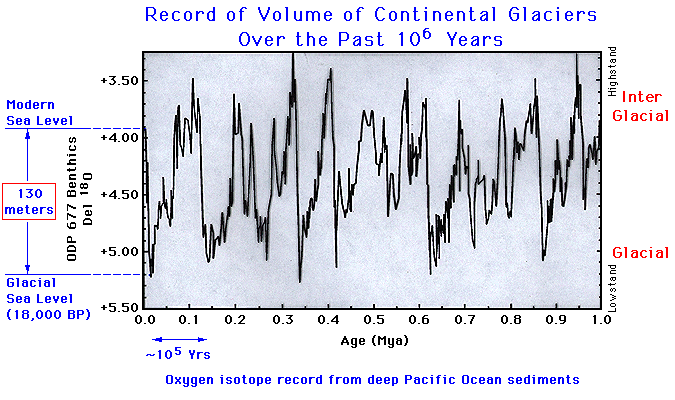 Record of Volume of Continental Glaciers
Over the Past 10⁶ Years
Modern
Sea Level
130
meters
Glacial
Sea Level
(18,000 BP)
ODP 677 Benthics
Del 18O
+3.50
+4.00
+4.50
+5.00
+5.50
0.0 0.1 0.2 0.3 0.4 0.5 0.6 0.7 0.8 0.9 1.0
Age (Mya)
~10⁵ Yrs
Highstand
Lowstand
Inter
Glacial
Glacial
Oxygen isotope record from deep Pacific Ocean sediments